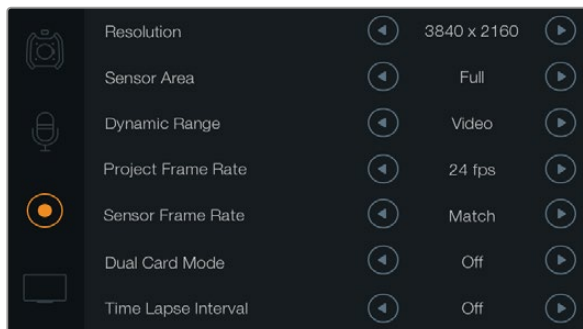 Resolution 3840 x 2160
Sensor Area Full
Dynamic Range Video
Project Frame Rate 24 fps
Sensor Frame Rate Match
Dual Card Mode Off
Time Lapse Interval Off